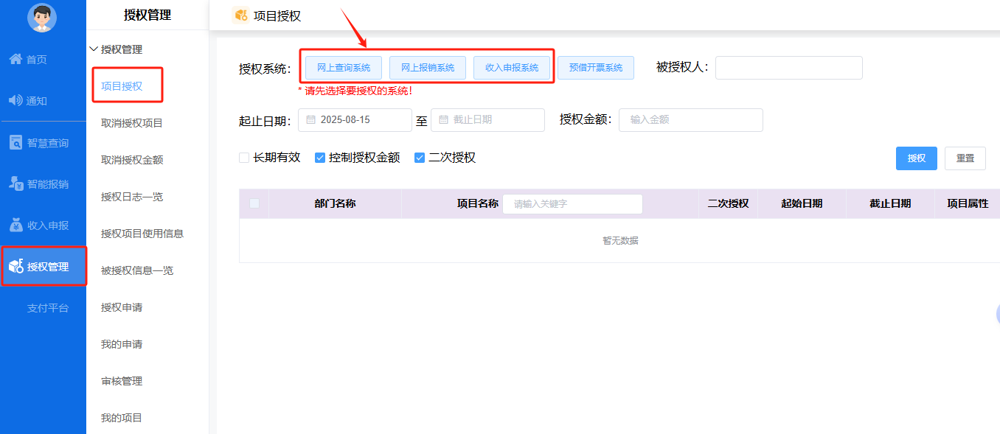 首页
通知
智慧查询
智能报销
收入申报
授权管理
支付平台
授权管理
授权管理
项目授权
取消授权项目
取消授权金额
授权日志一览
授权项目使用信息
被授权信息一览
授权申请
我的申请
审核管理
我的项目
项目授权
授权系统： 网上查询系统 网上报销系统 收入申报系统 预借开票系统 被授权人：
* 请先选择要授权的系统！
起止日期： 2025-08-15 至 截止日期 授权金额： 输入金额
长期有效 控制授权金额 二次授权
授权 重置
部门名称 项目名称 请输入关键字 二次授权 起始日期 截止日期 项目属性
暂无数据